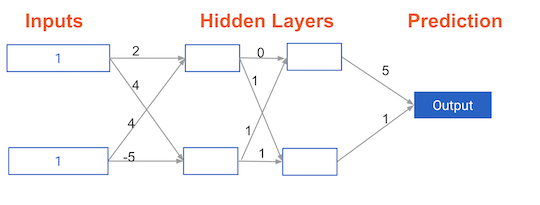 Inputs Hidden Layers Prediction
1 2 0 5
4 1 Output
4 1 1
1 -5 1